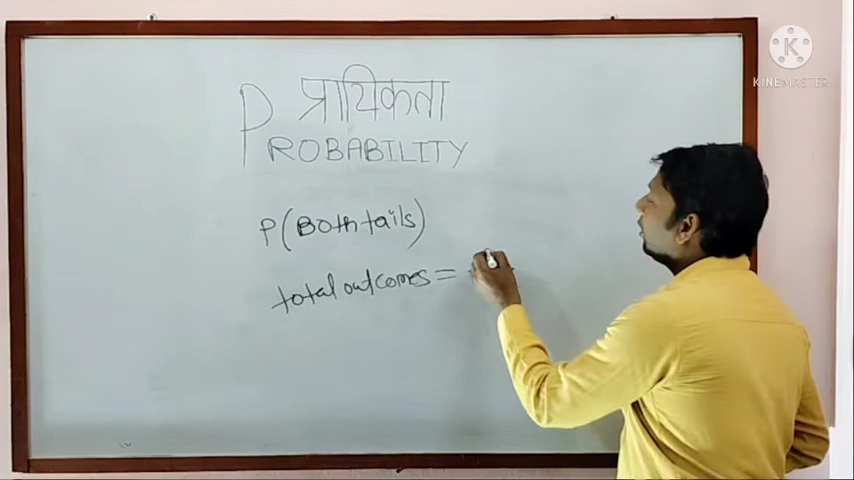 प्रायिकता
PROBABILITY
P(Both tails)
total outcomes =
K
KINEMASTER